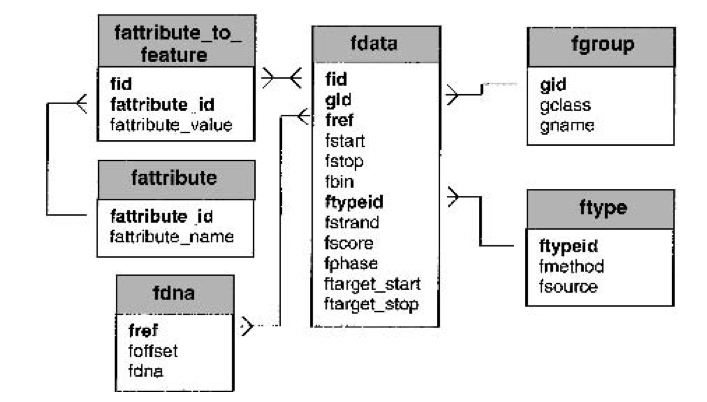 fattribute_to_
feature
fid
fattribute_id
fattribute_value
fattribute
fattribute_id
fattribute_name
fdna
fref
foffset
fdna
fdata
fid
gid
fref
fstart
fstop
fbin
ftypeid
fstrand
fscore
fphase
ftarget_start
ftarget_stop
fgroup
gid
gclass
gname
ftype
ftypeid
fmethod
fsource